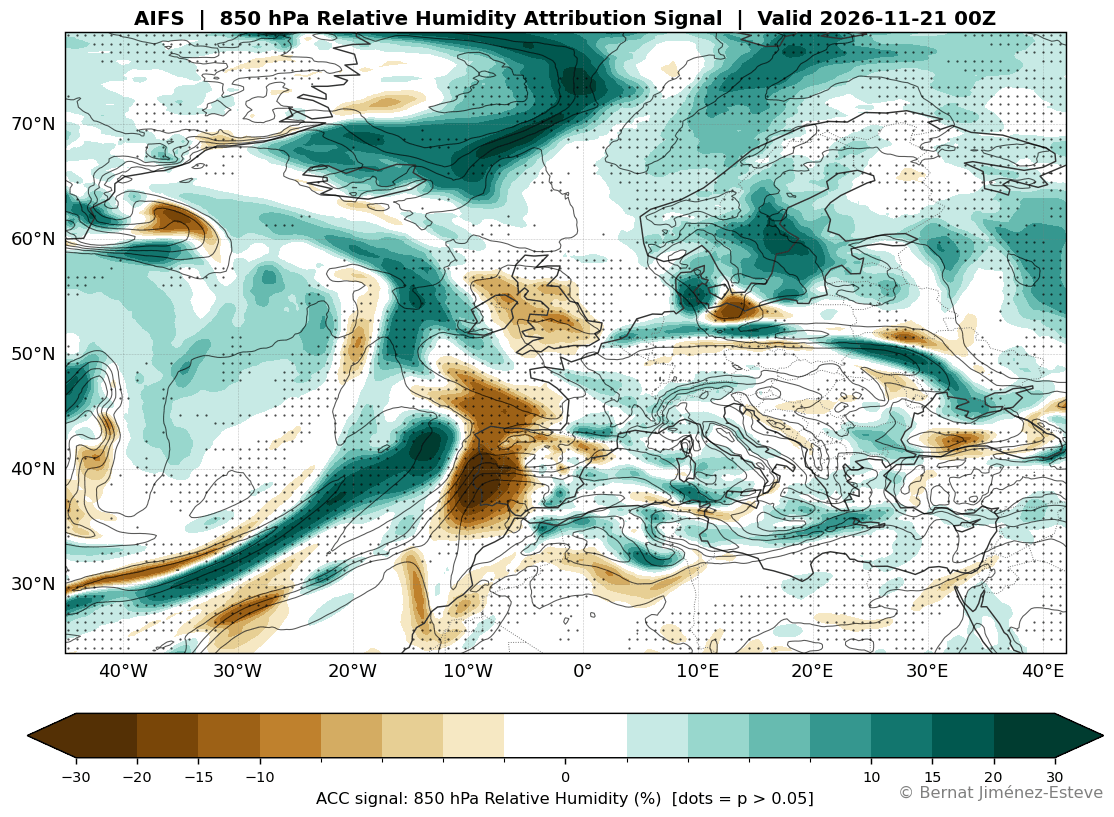 AIFS | 850 hPa Relative Humidity Attribution Signal | Valid 2026-11-21 00Z
70°N
60°N
50°N
40°N
30°N
40°W 30°W 20°W 10°W 0° 10°E 20°E 30°E 40°E
−30 −20 −15 −10 0 10 15 20 30
ACC signal: 850 hPa Relative Humidity (%) [dots = p > 0.05]
© Bernat Jiménez-Esteve